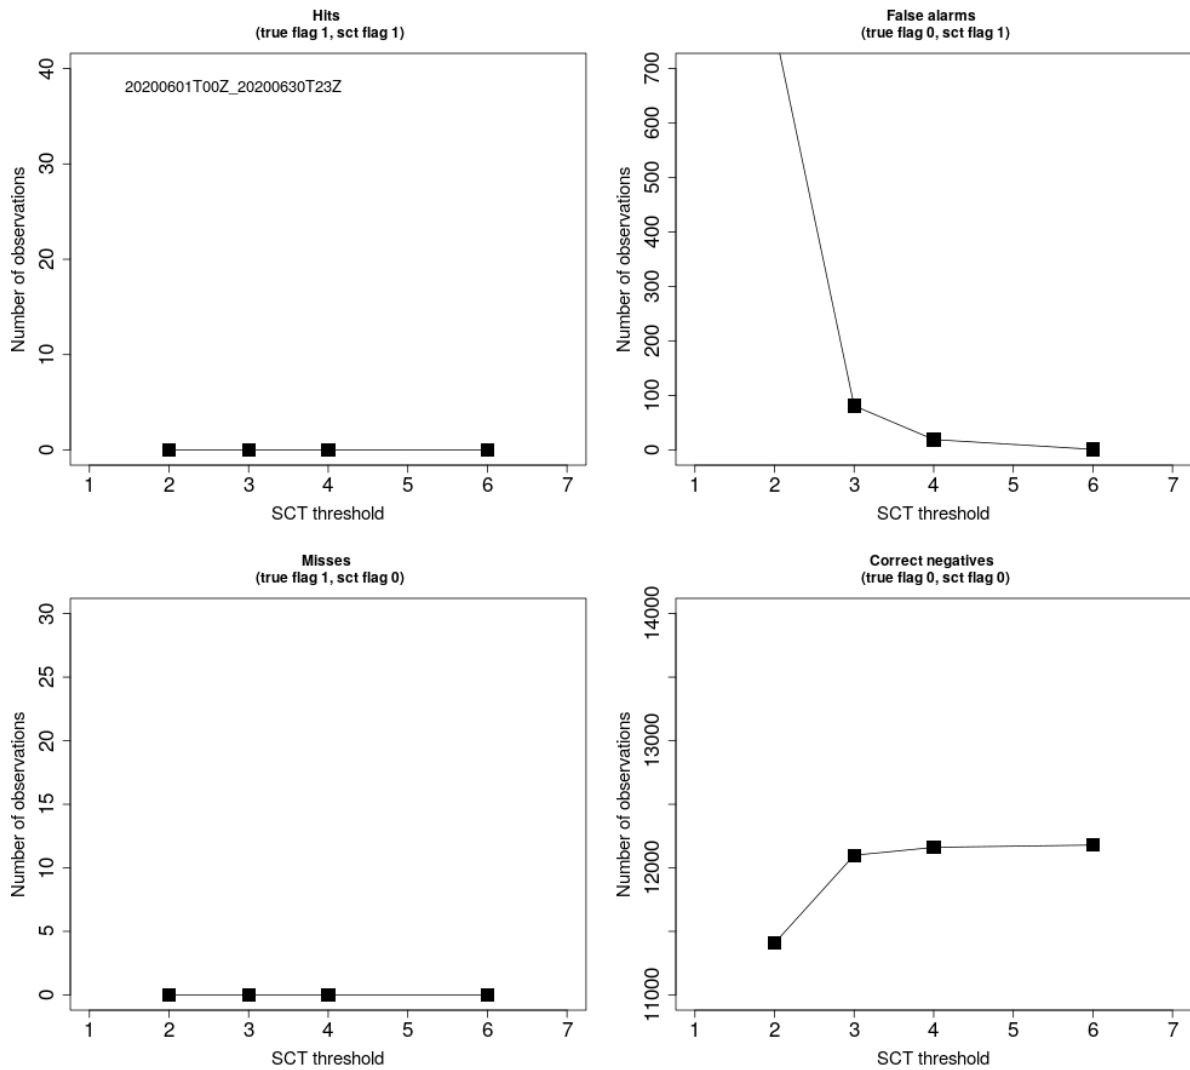 Hits
(true flag 1, sct flag 1)
20200601T00Z_20200630T23Z
Number of observations
40
30
20
10
0
1 2 3 4 5 6 7
SCT threshold
False alarms
(true flag 0, sct flag 1)
Number of observations
700
600
500
400
300
200
100
0
1 2 3 4 5 6 7
SCT threshold
Misses
(true flag 1, sct flag 0)
Number of observations
30
25
20
15
10
5
0
1 2 3 4 5 6 7
SCT threshold
Correct negatives
(true flag 0, sct flag 0)
Number of observations
14000
13000
12000
11000
1 2 3 4 5 6 7
SCT threshold